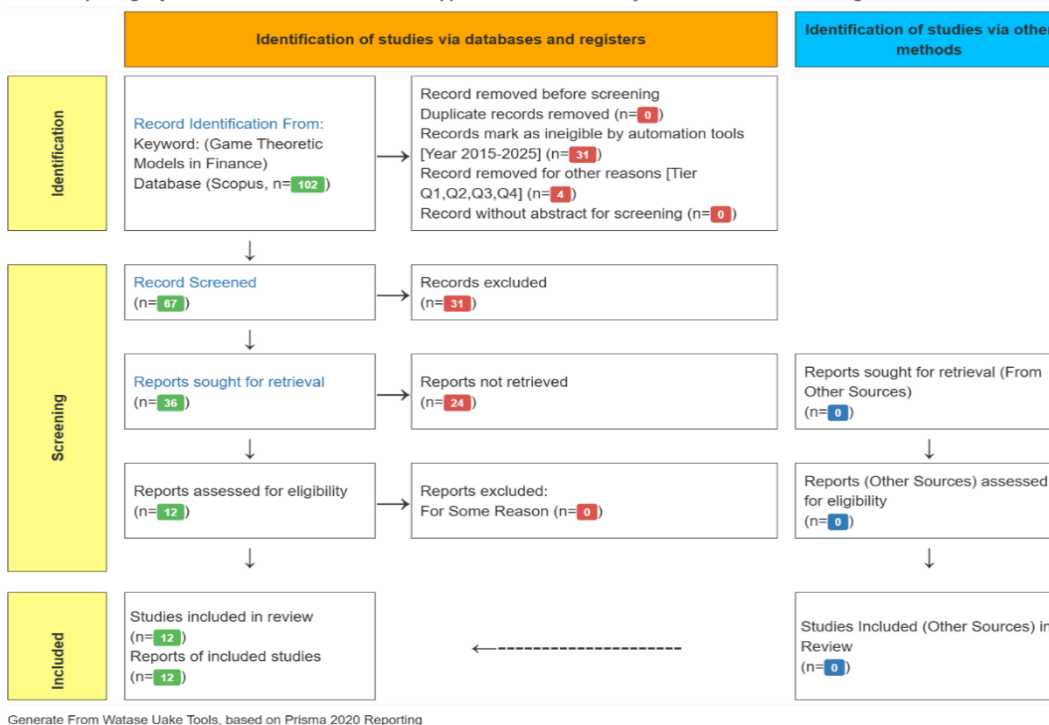 Identification of studies via databases and registers
Identification of studies via other
methods
Identification
Record Identification From:
Keyword: (Game Theoretic
Models in Finance)
Database (Scopus, n=102)
Record removed before screening
Duplicate records removed (n=0)
Records mark as ineigible by automation tools
[Year 2015-2025] (n=31)
Record removed for other reasons [Tier
Q1,Q2,Q3,Q4] (n=4)
Record without abstract for screening (n=0)
Screening
Record Screened
(n=67)
Records excluded
(n=31)
Reports sought for retrieval
(n=36)
Reports not retrieved
(n=24)
Reports sought for retrieval (From
Other Sources)
(n=0)
Reports assessed for eligibility
(n=12)
Reports excluded:
For Some Reason (n=0)
Reports (Other Sources) assessed
for eligibility
(n=0)
Included
Studies included in review
(n=12)
Reports of included studies
(n=12)
Studies Included (Other Sources) in
Review
(n=0)
Generate From Watase Uake Tools, based on Prisma 2020 Reporting